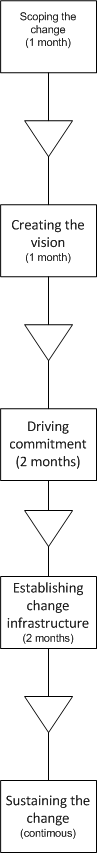 Scoping the
change
(1 month)
Creating the
vision
(1 month)
Driving
commitment
(2 months)
Establishing
change
infrastructure
(2 months)
Sustaining the
change
(contimous)